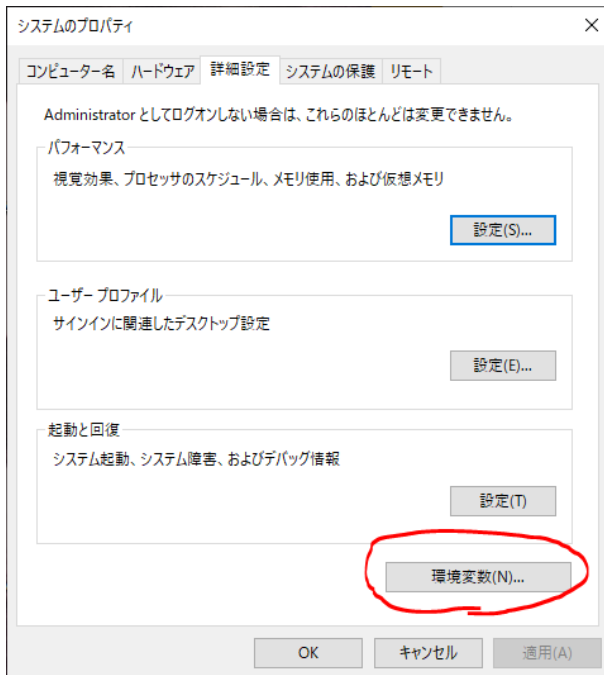 システムのプロパティ
コンピューター名 ハードウェア 詳細設定 システムの保護 リモート
Administrator としてログオンしない場合は、これらのほとんどは変更できません。
パフォーマンス
視覚効果、プロセッサのスケジュール、メモリ使用、および仮想メモリ
設定(S)...
ユーザー プロファイル
サインインに関連したデスクトップ設定
設定(E)...
起動と回復
システム起動、システム障害、およびデバッグ情報
設定(T)
環境変数(N)...
OK キャンセル 適用(A)